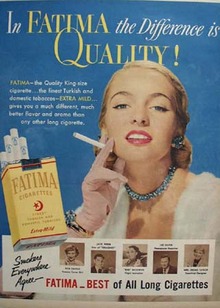 In FATIMA the Difference is
QUALITY!
FATIMA—the Quality King-size
cigarette... the finest Turkish and
domestic tobaccos—EXTRA MILD...
gives you a much different, much
better flavor and aroma than
any other long cigarette.
FATIMA
CIGARETTES
Extra-Mild
Smokers
Everywhere
Agree—
FATIMA BEST of All Long Cigarettes